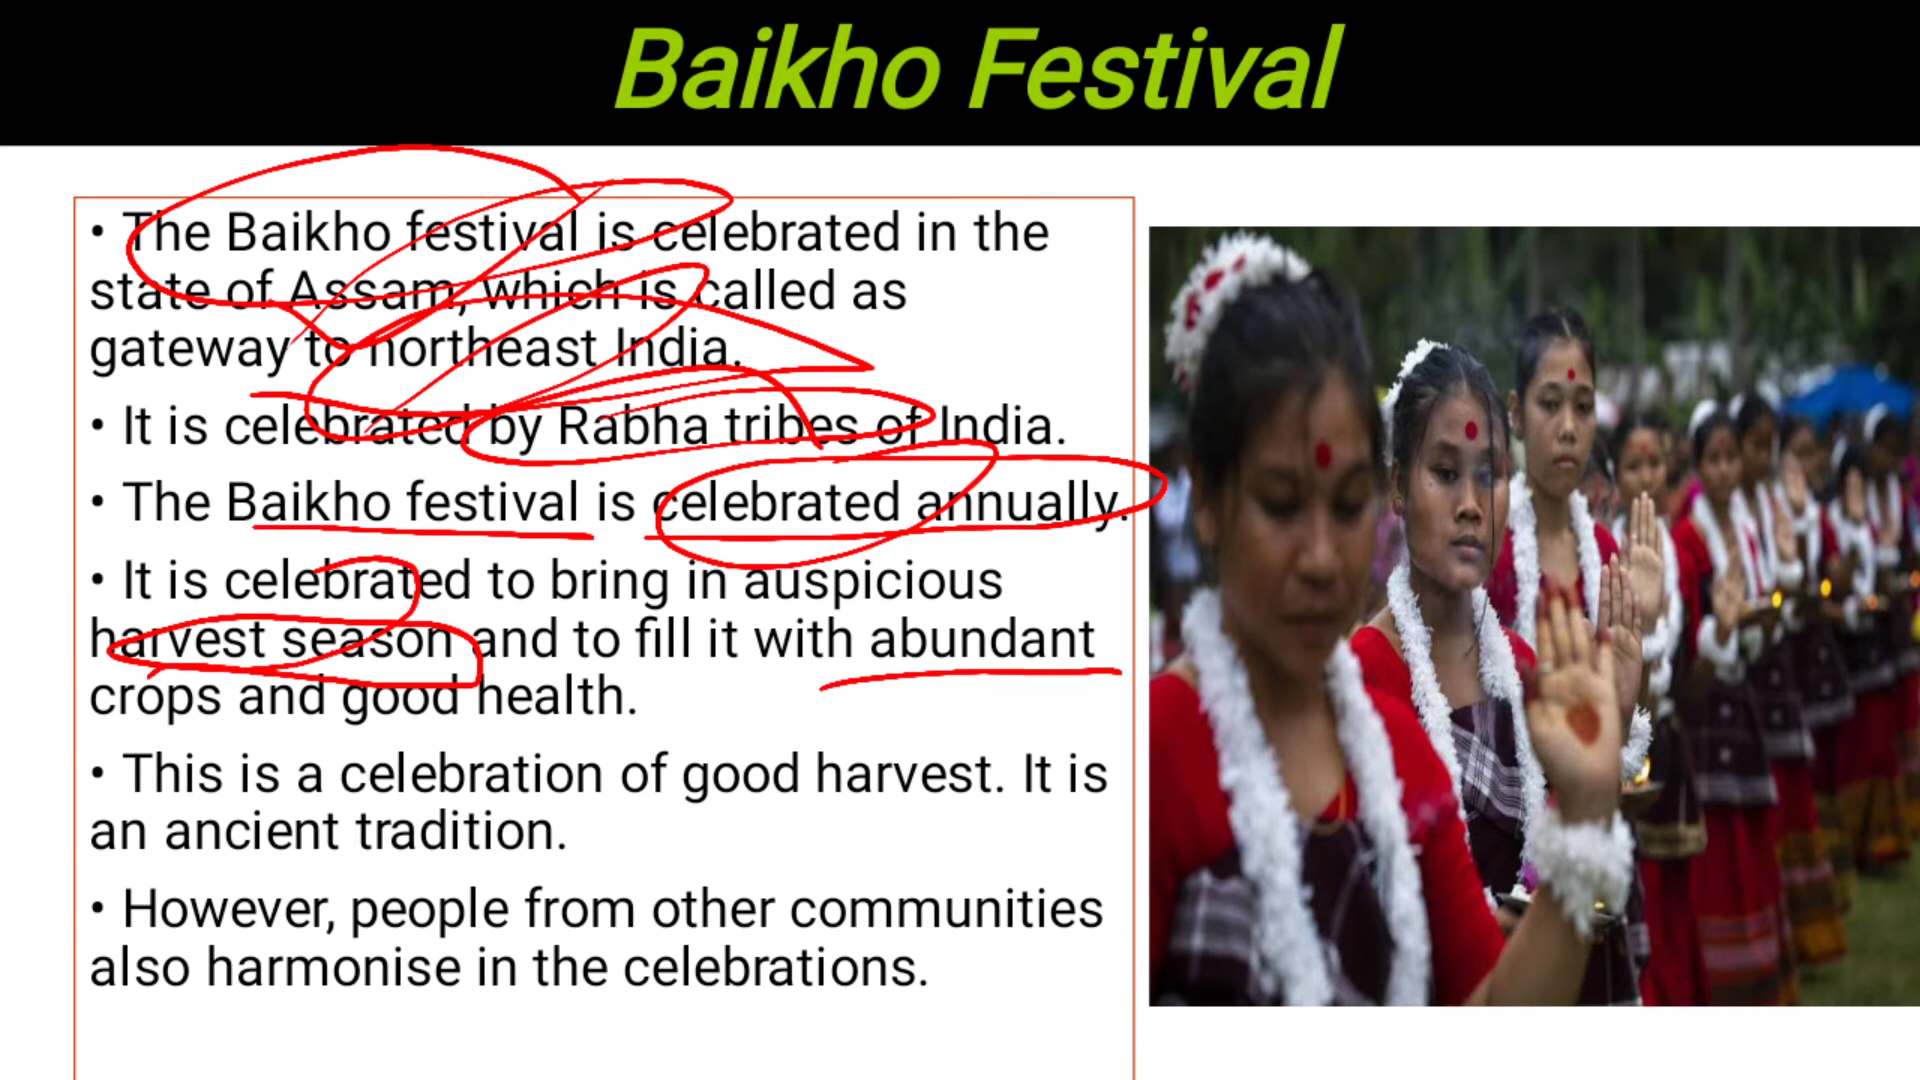 Baikho Festival
• The Baikho festival is celebrated in the
state of Assam, which is called as
gateway to northeast India.
• It is celebrated by Rabha tribes of India.
• The Baikho festival is celebrated annually.
• It is celebrated to bring in auspicious
harvest season and to fill it with abundant
crops and good health.
• This is a celebration of good harvest. It is
an ancient tradition.
• However, people from other communities
also harmonise in the celebrations.